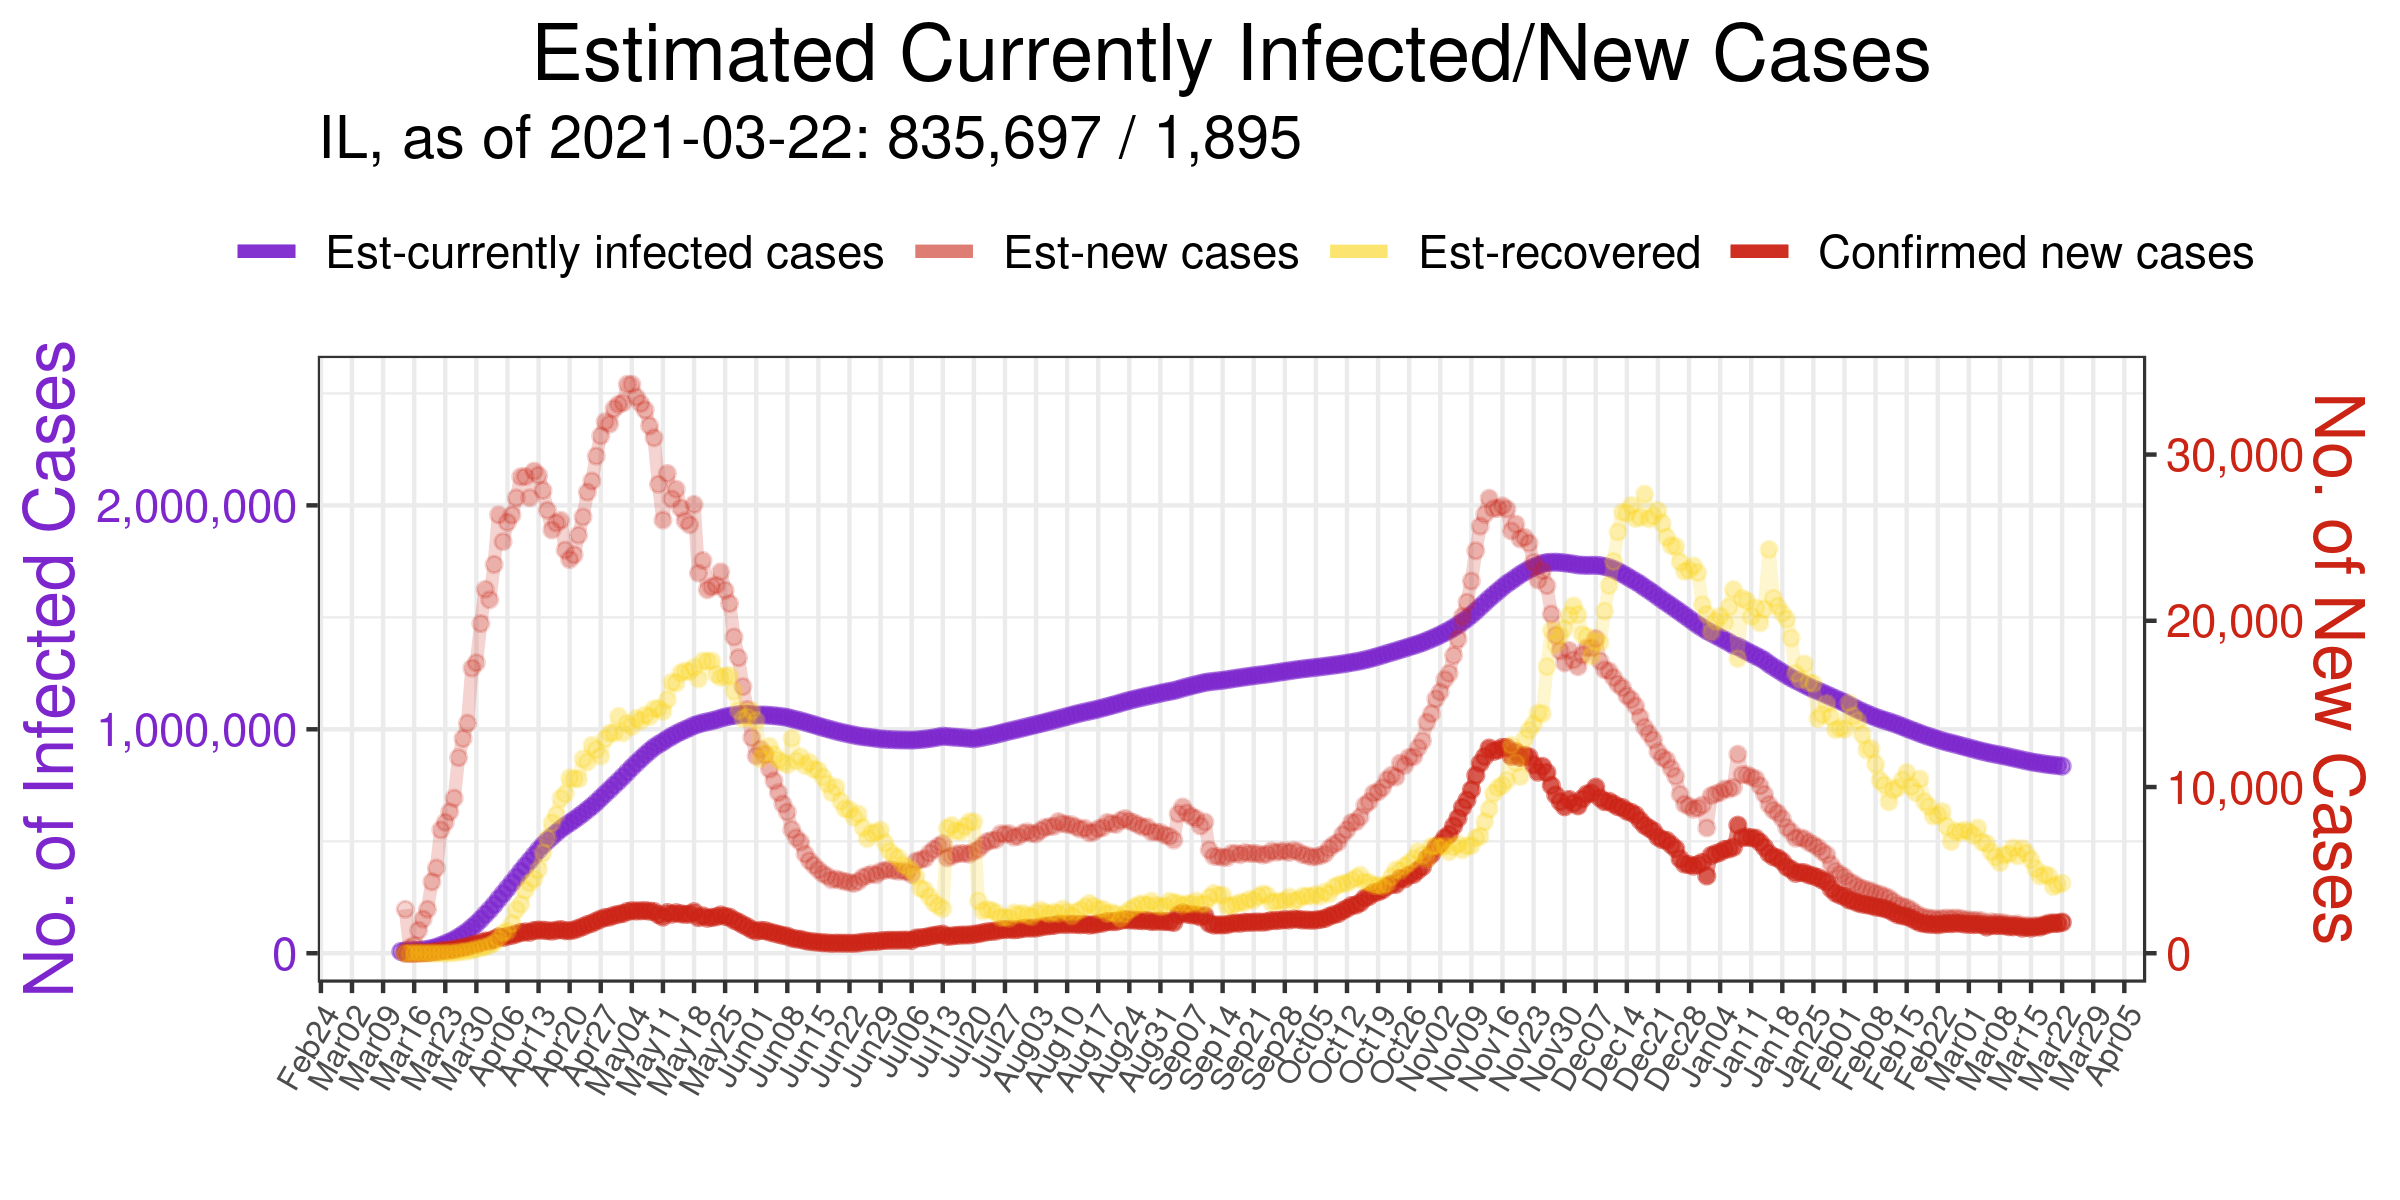 Estimated Currently Infected/New Cases
IL, as of 2021-03-22: 835,697 / 1,895
Est-currently infected cases
Est-new cases
Est-recovered
Confirmed new cases
No. of Infected Cases
2,000,000
1,000,000
0
30,000
20,000
10,000
0
No. of New Cases
Feb24
Mar02
Mar09
Mar16
Mar23
Mar30
Apr06
Apr13
Apr20
Apr27
May04
May11
May18
May25
Jun01
Jun08
Jun15
Jun22
Jun29
Jul06
Jul13
Jul20
Jul27
Aug03
Aug10
Aug17
Aug24
Aug31
Sep07
Sep14
Sep21
Sep28
Oct05
Oct12
Oct19
Oct26
Nov02
Nov09
Nov16
Nov23
Nov30
Dec07
Dec14
Dec21
Dec28
Jan04
Jan11
Jan18
Jan25
Feb01
Feb08
Feb15
Feb22
Mar01
Mar08
Mar15
Mar22
Mar29
Apr05